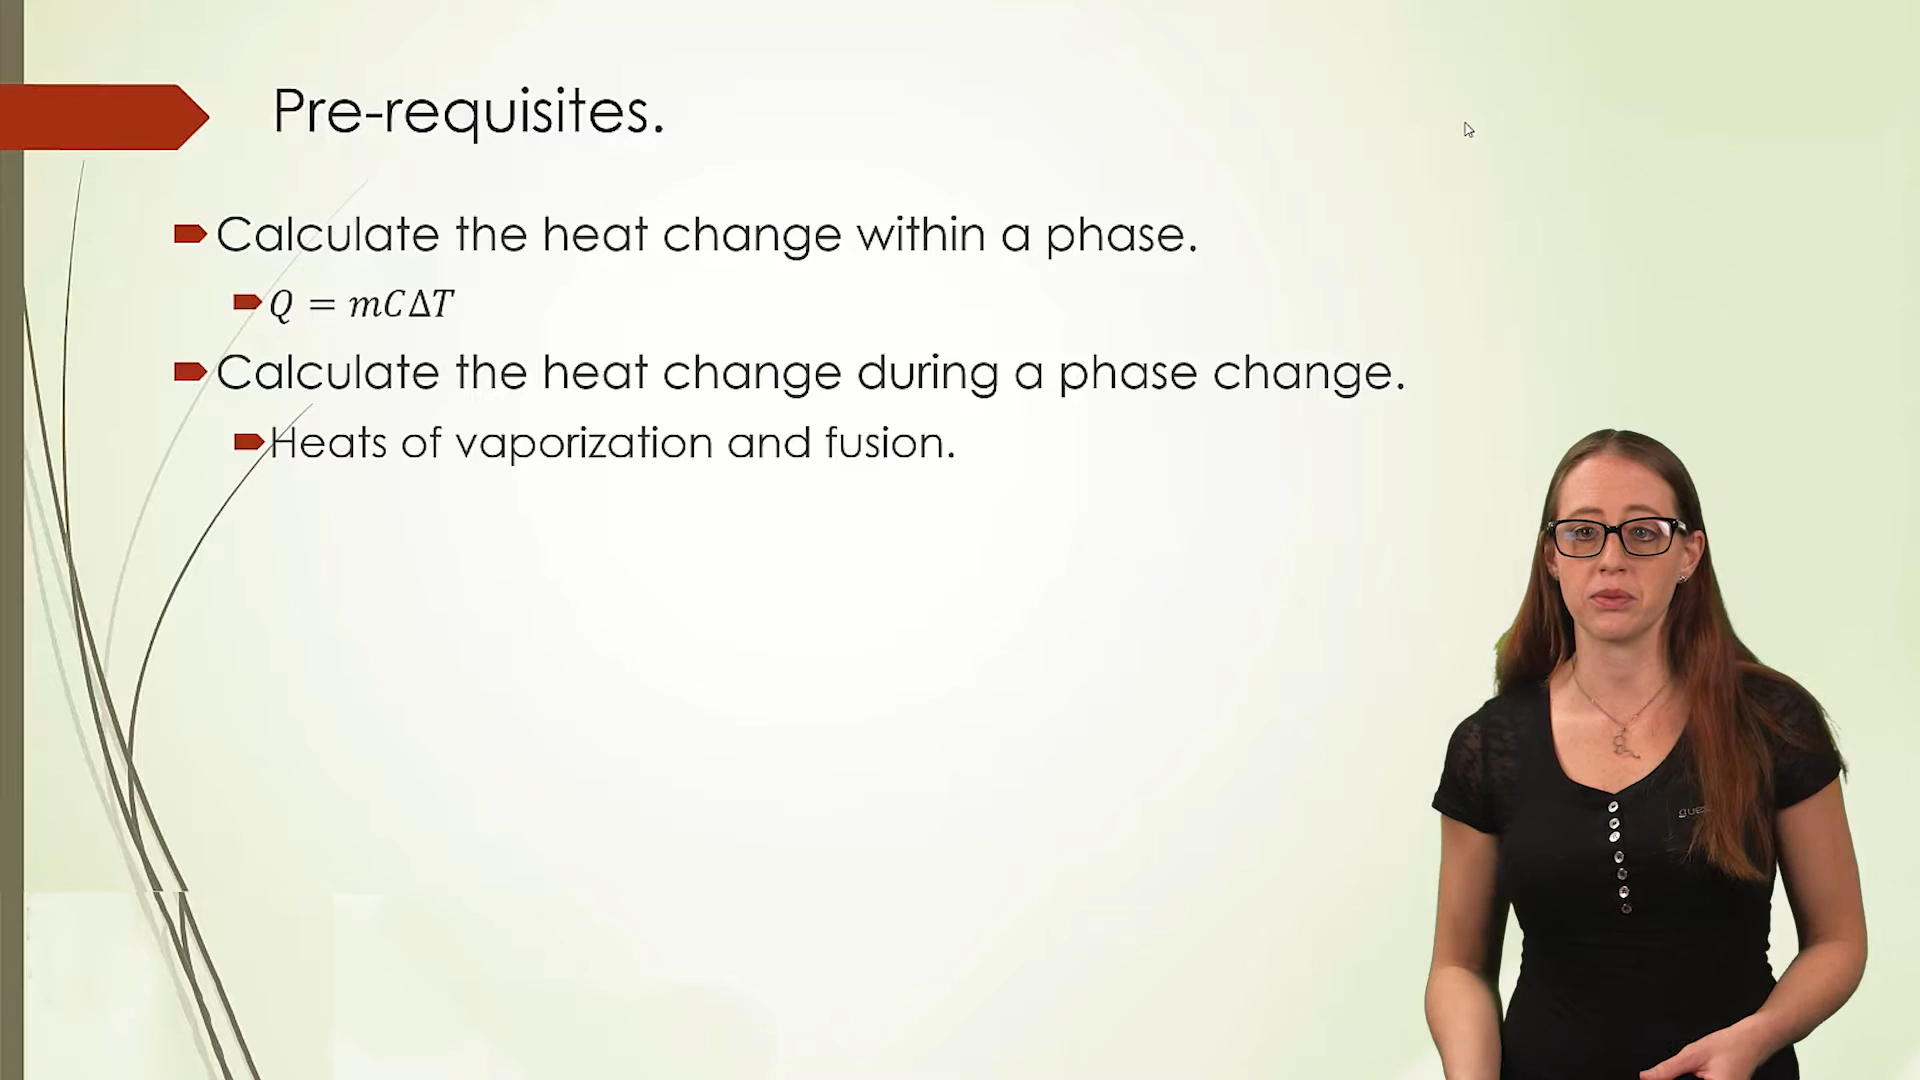 Pre-requisites.
Calculate the heat change within a phase.
Q = mCΔT
Calculate the heat change during a phase change.
Heats of vaporization and fusion.